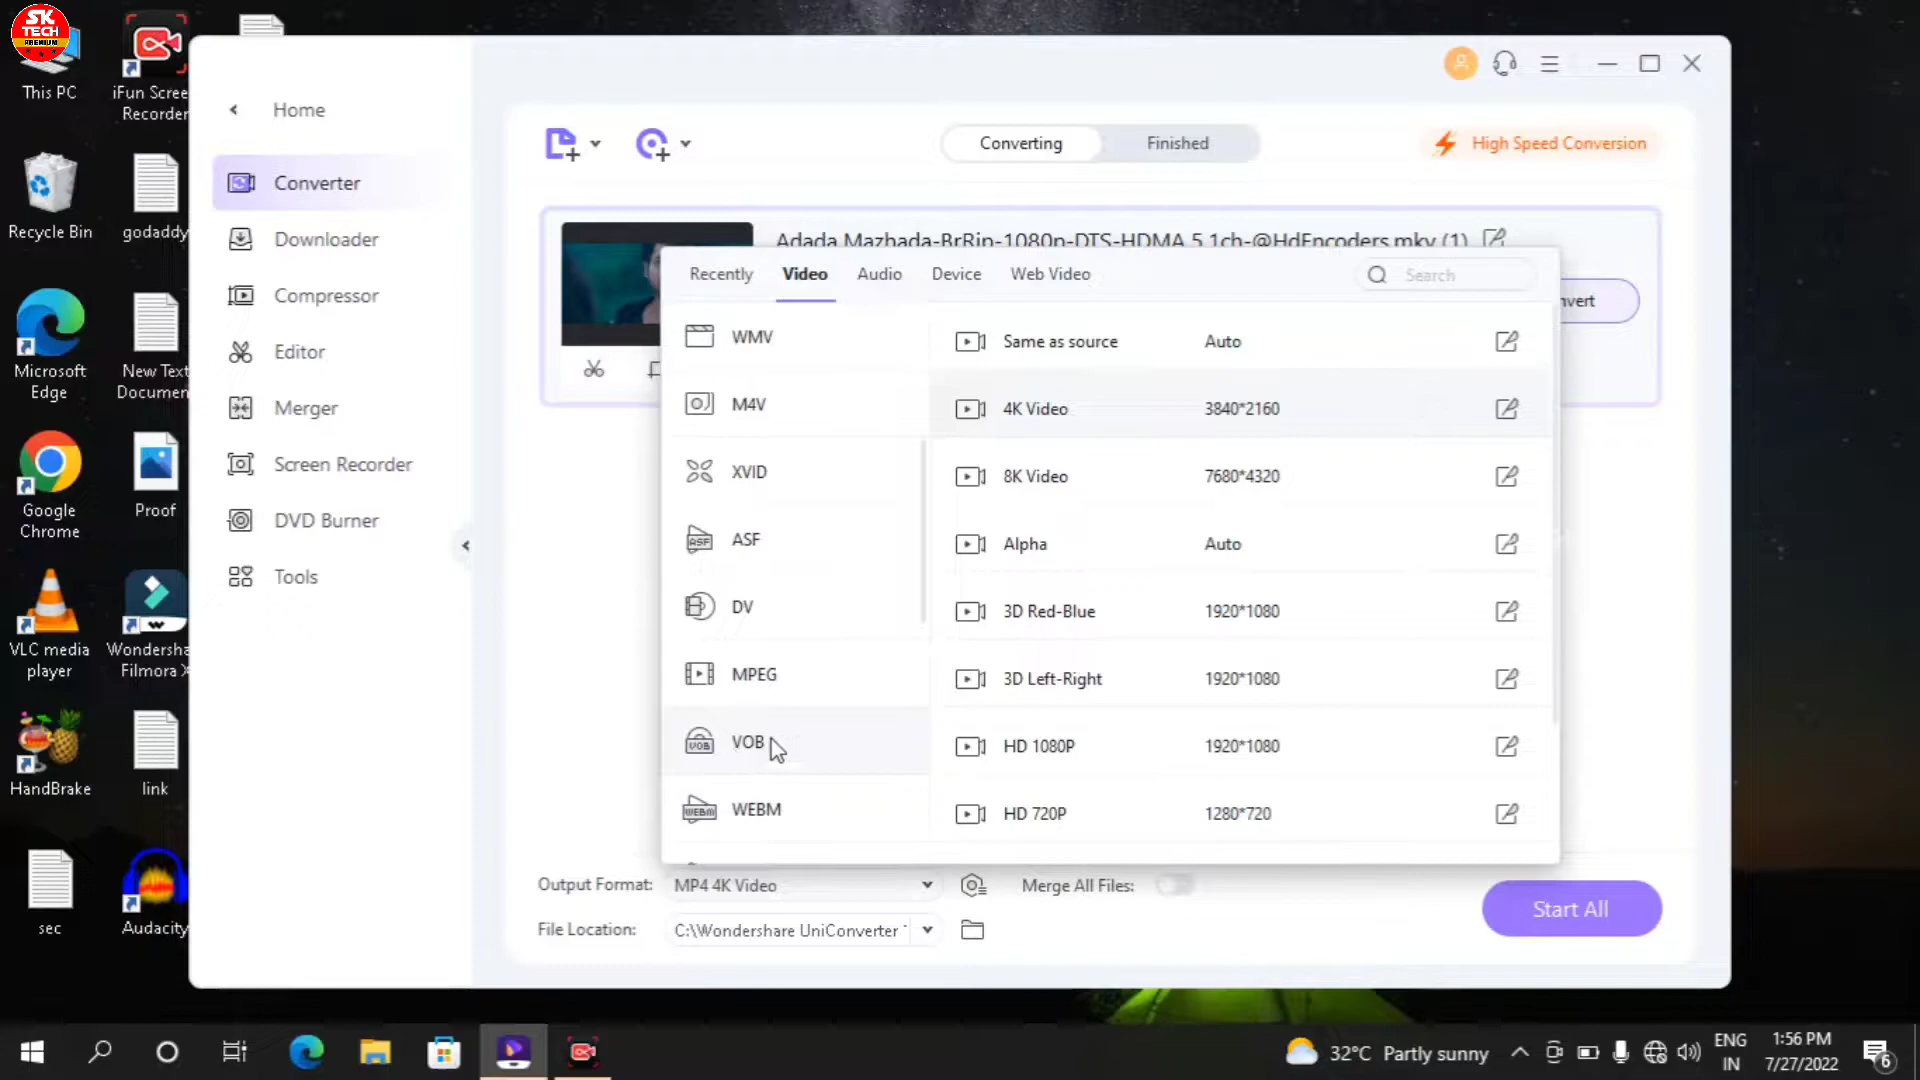 SK
TECH
PREMIUM
This PC
iFun Scree
Recorder
Recycle Bin
godaddy
Microsoft
Edge
New Text
Documen
Google
Chrome
Proof
VLC media
player
Wondersha
Filmora X
HandBrake
link
sec
Audacity
Home
Converter
Downloader
Compressor
Editor
Merger
Screen Recorder
DVD Burner
Tools
Converting
Finished
High Speed Conversion
Adada Mazhada-BrRip-1080p-DTS-HDMA 5 1ch-@HdEncoders.mkv (1)
nvert
Recently
Video
Audio
Device
Web Video
Search
WMV
M4V
XVID
ASF
DV
MPEG
VOB
WEBM
Same as source Auto
4K Video 3840*2160
8K Video 7680*4320
Alpha Auto
3D Red-Blue 1920*1080
3D Left-Right 1920*1080
HD 1080P 1920*1080
HD 720P 1280*720
Output Format: MP4 4K Video
Merge All Files:
File Location: C:\Wondershare UniConverter
Start All
32°C Partly sunny
ENG
IN
1:56 PM
7/27/2022
6